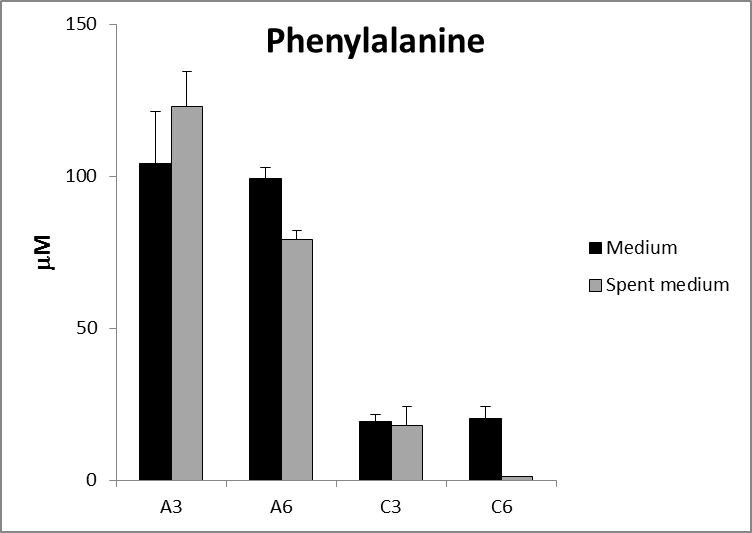 Phenylalanine
150
100
50
0
µM
A3
A6
C3
C6
Medium
Spent medium